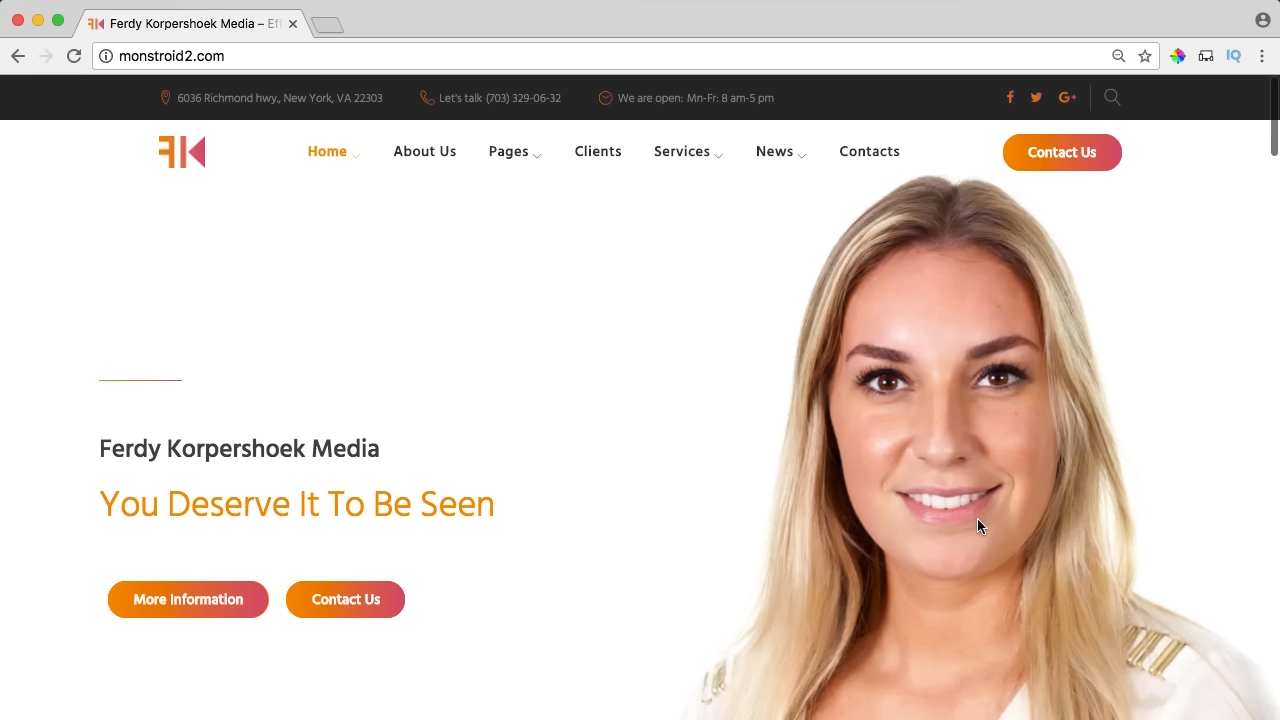 Ferdy Korpershoek Media – Eff
monstroid2.com
6036 Richmond hwy., New York, VA 22303 Let's talk (703) 329-06-32 We are open: Mn-Fr: 8 am-5 pm
FK
Home About Us Pages Clients Services News Contacts Contact Us
Ferdy Korpershoek Media
You Deserve It To Be Seen
More Information Contact Us